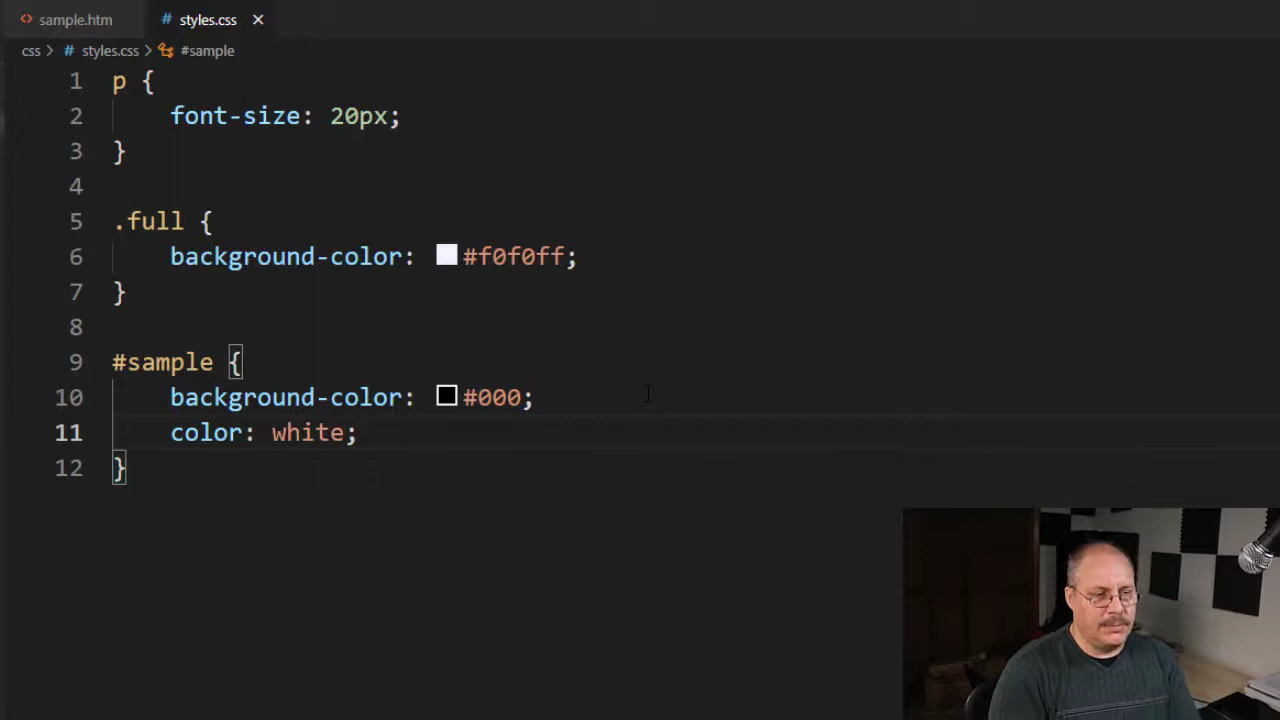 sample.htm
# styles.css ×
css > # styles.css > #sample
1 p {
2 font-size: 20px;
3 }
4
5 .full {
6 background-color: #f0f0ff;
7 }
8
9 #sample {
10 background-color: #000;
11 color: white;
12 }